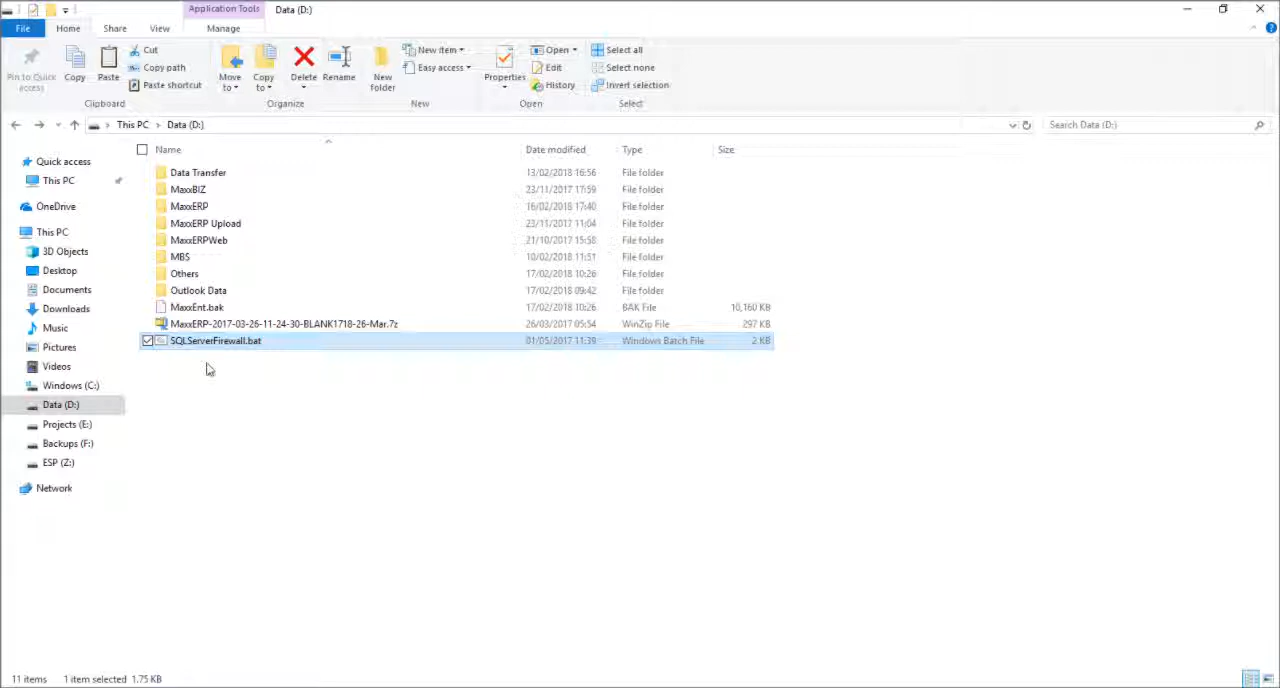 Application Tools Data (D:)
File Home Share View Manage
Pin to Quick access
Copy
Paste
Cut
Copy path
Paste shortcut
Clipboard
Move to
Copy to
Delete
Rename
Organize
New folder
New item
Easy access
New
Properties
Open
Edit
History
Open
Select all
Select none
Invert selection
Select
This PC > Data (D:)
Search Data (D:)
Name Date modified Type Size
Data Transfer 13/02/2018 16:56 File folder
MaxxBIZ 23/11/2017 17:59 File folder
MaxxERP 16/02/2018 17:40 File folder
MaxxERP Upload 23/11/2017 11:04 File folder
MaxxERPWeb 21/10/2017 15:58 File folder
MBS 10/02/2018 11:51 File folder
Others 17/02/2018 10:26 File folder
Outlook Data 17/02/2018 09:42 File folder
MaxxEnt.bak 17/02/2018 10:26 BAK File 10,160 KB
MaxxERP-2017-03-26-11-24-30-BLANK1718-26-Mar.7z 26/03/2017 05:54 WinZip File 297 KB
SQLServerFirewall.bat 01/05/2017 11:39 Windows Batch File 2 KB
Quick access
This PC
OneDrive
This PC
3D Objects
Desktop
Documents
Downloads
Music
Pictures
Videos
Windows (C:)
Data (D:)
Projects (E:)
Backups (F:)
ESP (Z:)
Network
11 items 1 item selected 1.75 KB